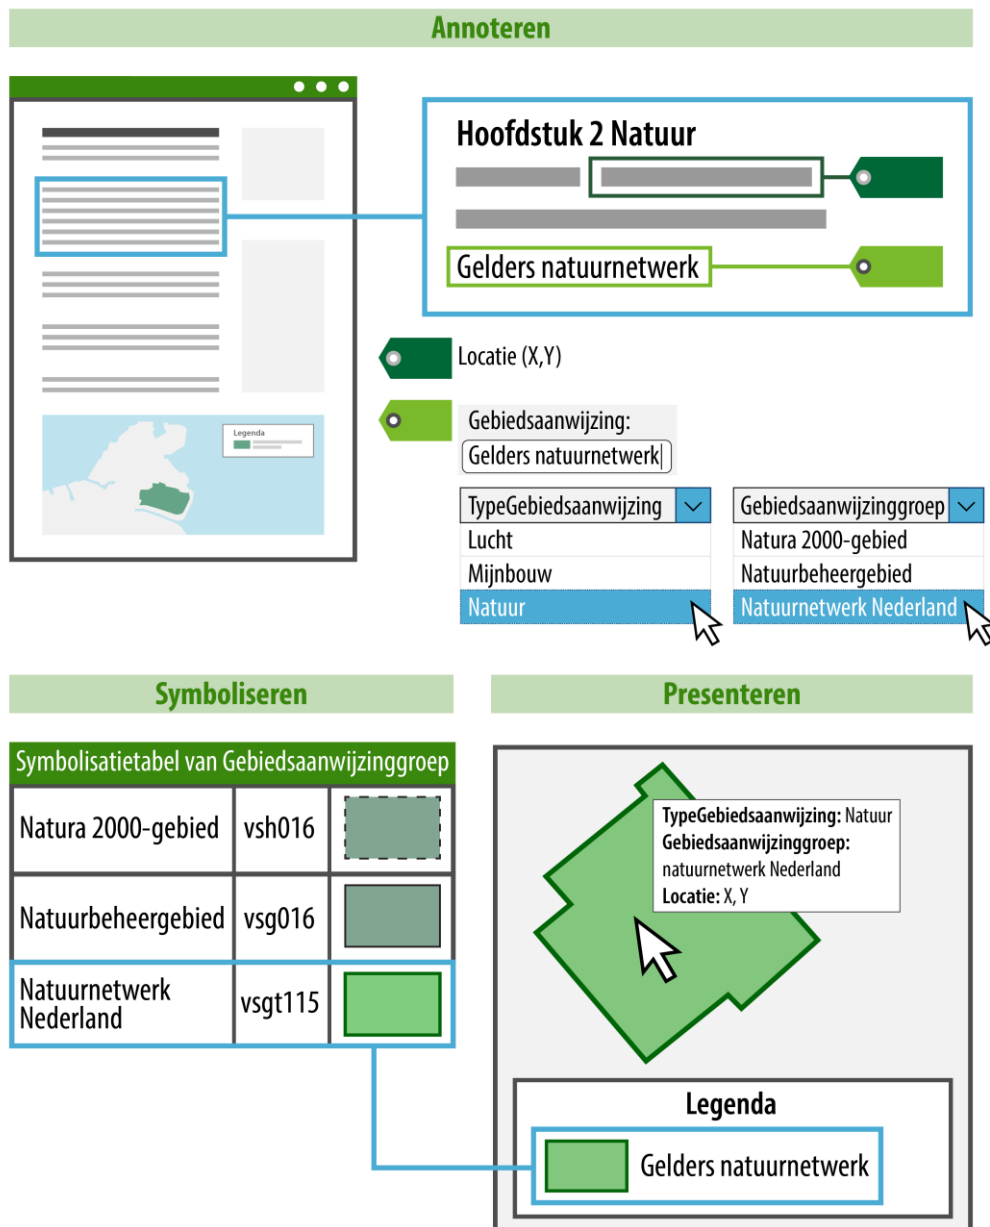 Annoteren
Hoofdstuk 2 Natuur
Gelders natuurnetwerk
Locatie (X,Y)
Gebiedsaanwijzing:
Gelders natuurnetwerk
Legenda
TypeGebiedsaanwijzing
Lucht
Mijnbouw
Natuur
Gebiedsaanwijzinggroep
Natura 2000-gebied
Natuurbeheergebied
Natuurnetwerk Nederland
Symboliseren
Symbolisatietabel van Gebiedsaanwijzinggroep
Natura 2000-gebied vsh016
Natuurbeheergebied vsg016
Natuurnetwerk
Nederland
vsgt115
Presenteren
TypeGebiedsaanwijzing: Natuur
Gebiedsaanwijzinggroep:
natuurnetwerk Nederland
Locatie: X, Y
Legenda
Gelders natuurnetwerk